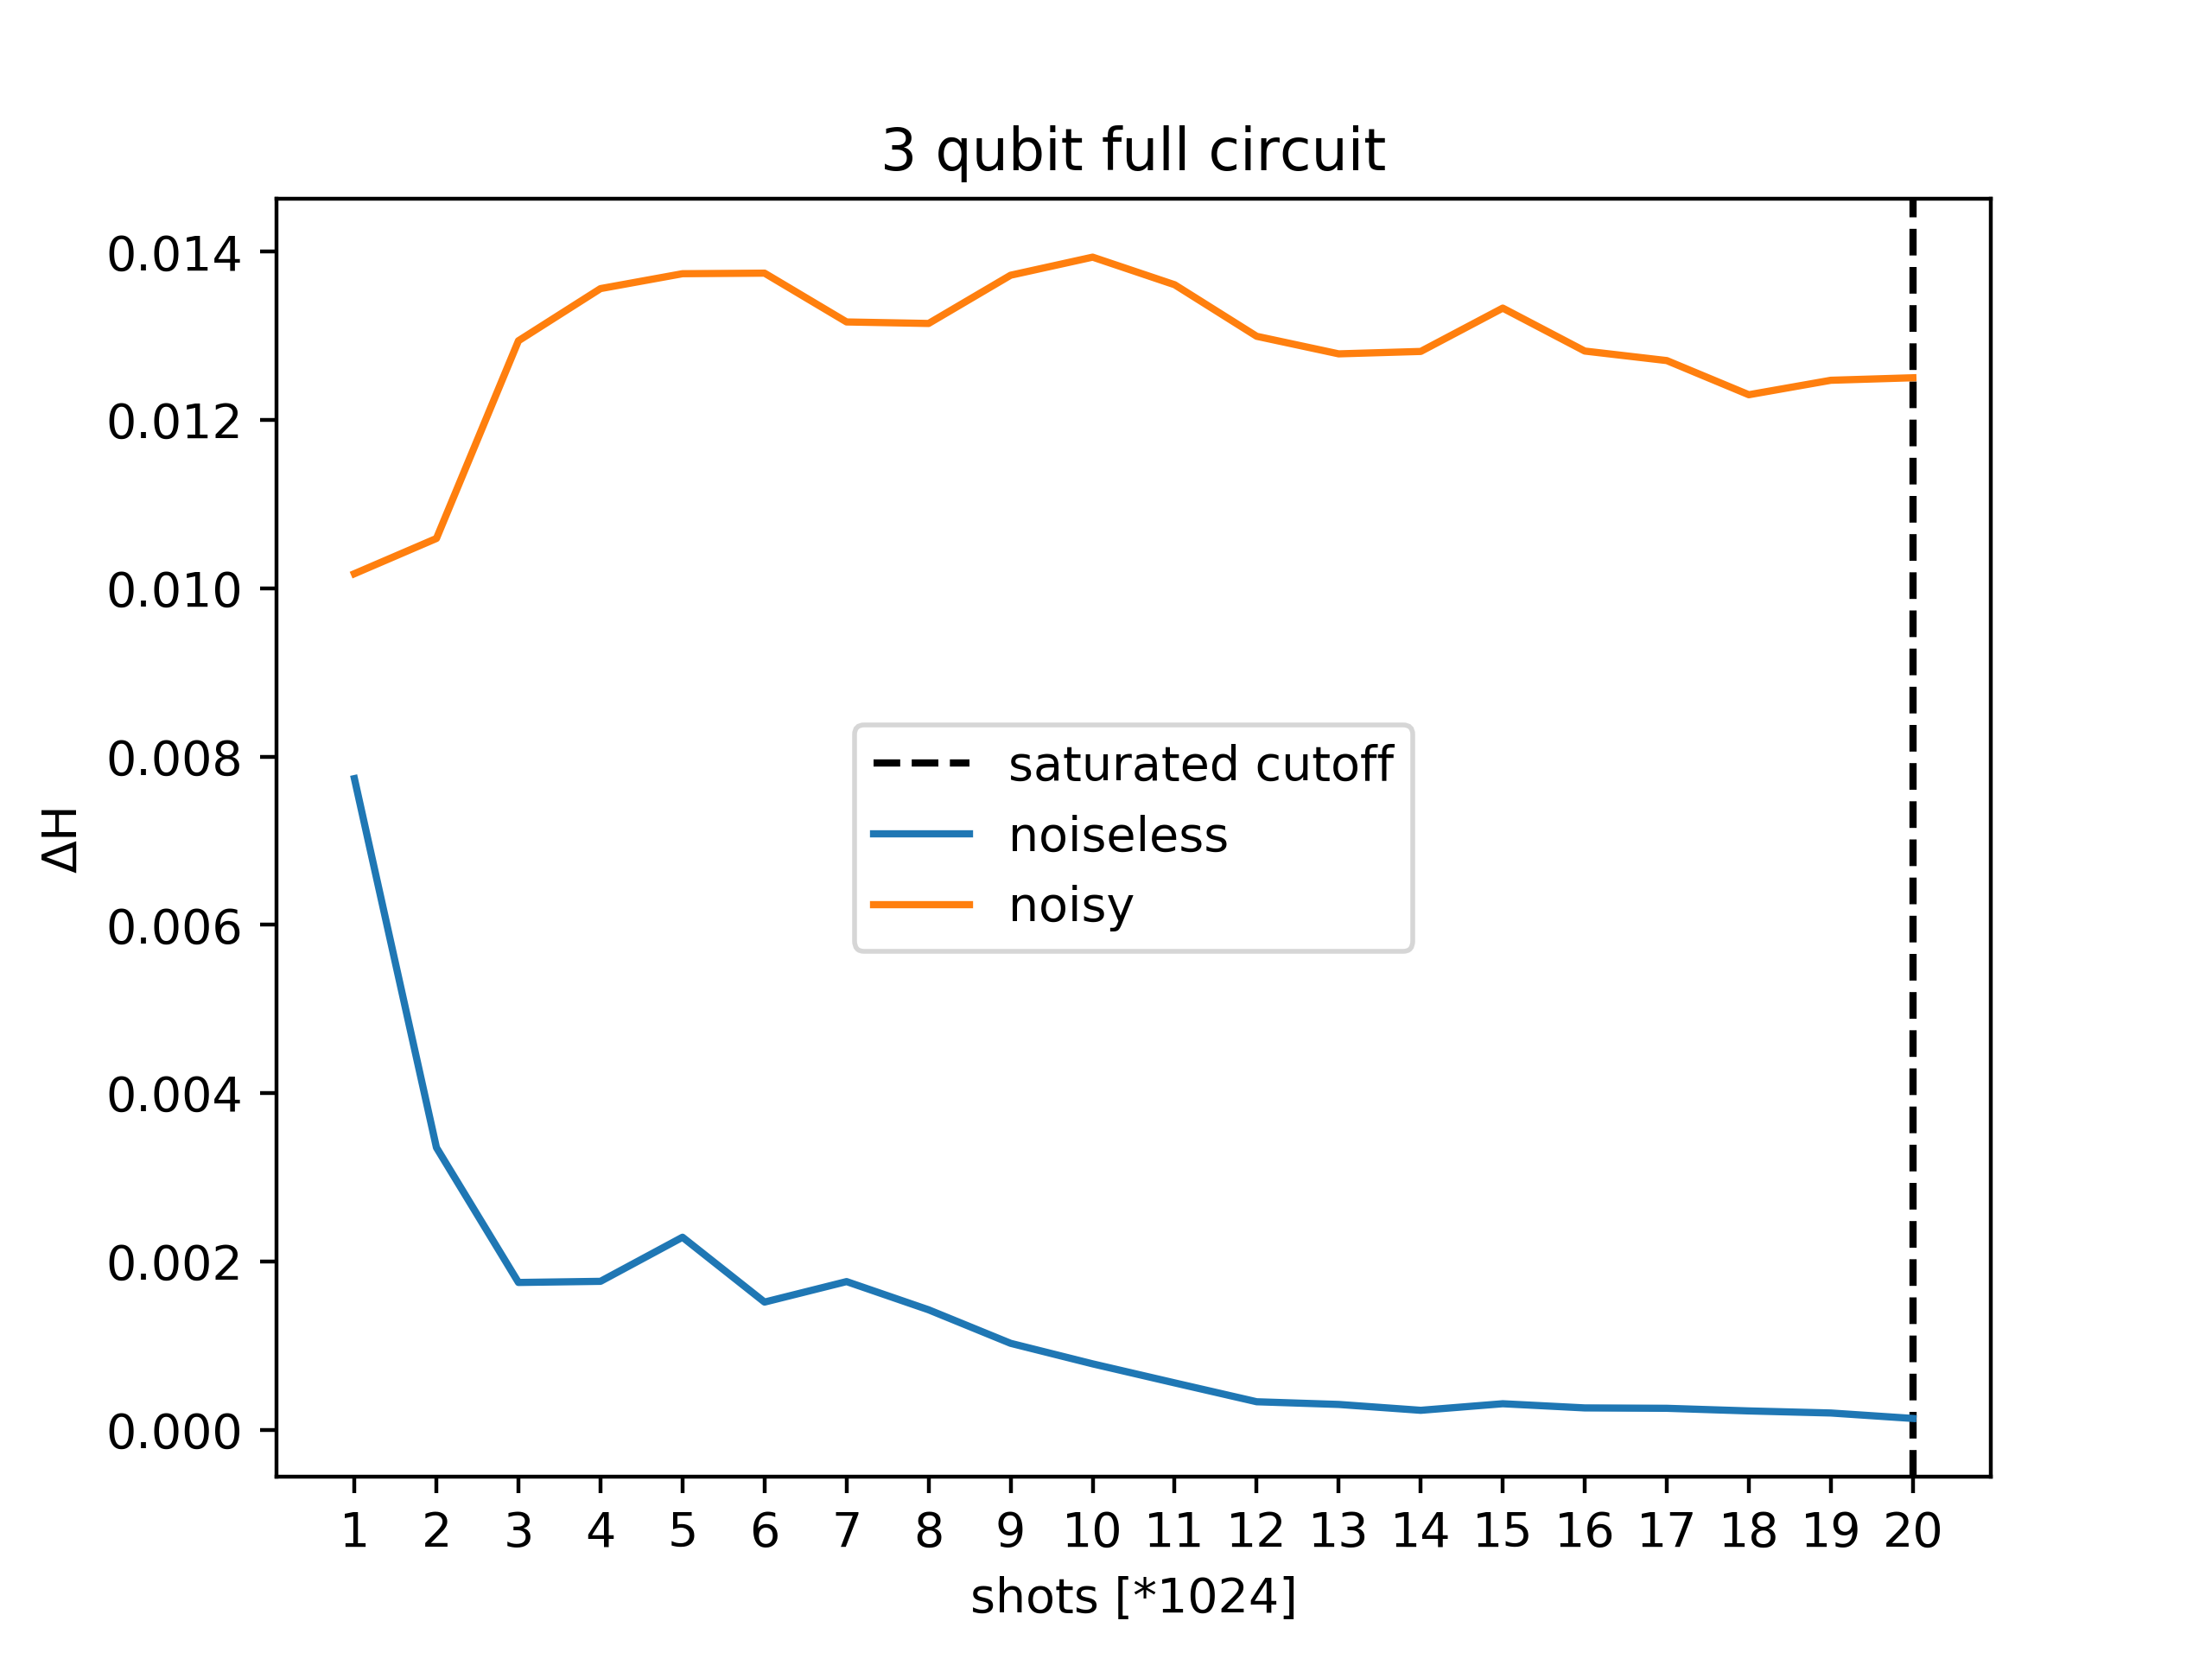 3 qubit full circuit
0.014
0.012
0.010
0.008
0.006
0.004
0.002
0.000
ΔH
saturated cutoff
noiseless
noisy
1 2 3 4 5 6 7 8 9 10 11 12 13 14 15 16 17 18 19 20
shots [*1024]